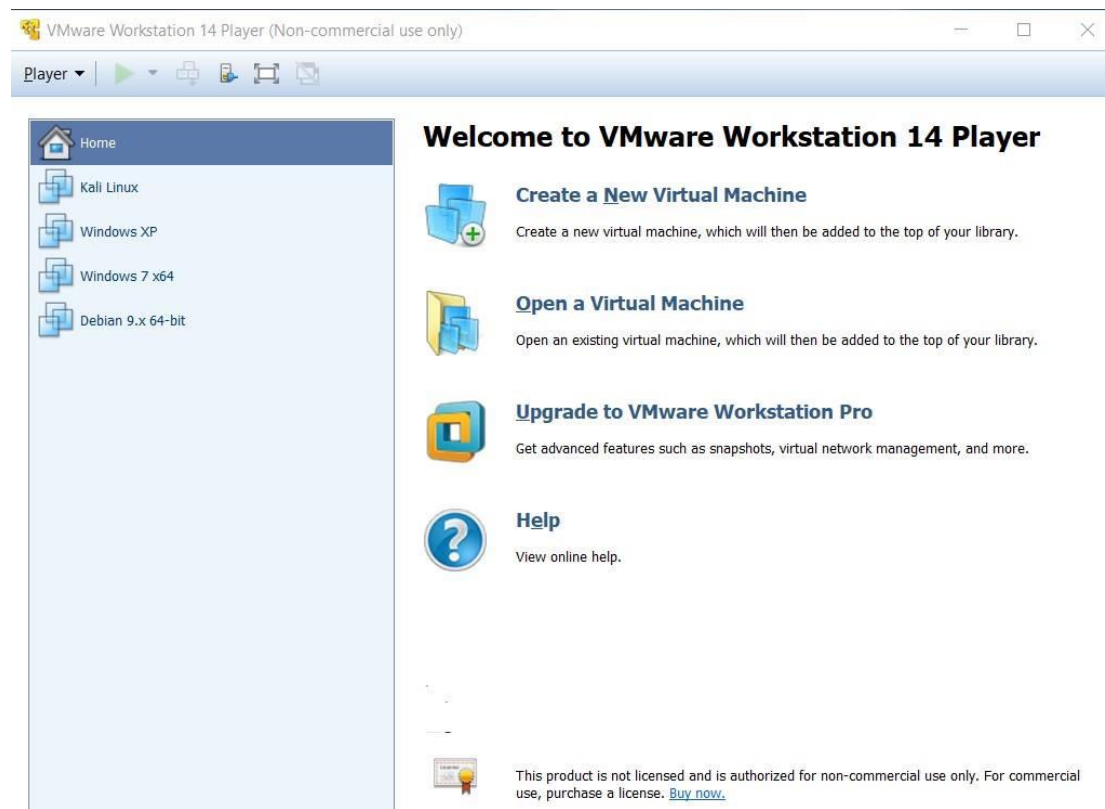 VMware Workstation 14 Player (Non-commercial use only)
Player
Home
Kali Linux
Windows XP
Windows 7 x64
Debian 9.x 64-bit
Welcome to VMware Workstation 14 Player
Create a New Virtual Machine
Create a new virtual machine, which will then be added to the top of your library.
Open a Virtual Machine
Open an existing virtual machine, which will then be added to the top of your library.
Upgrade to VMware Workstation Pro
Get advanced features such as snapshots, virtual network management, and more.
Help
View online help.
This product is not licensed and is authorized for non-commercial use only. For commercial
use, purchase a license. Buy now.